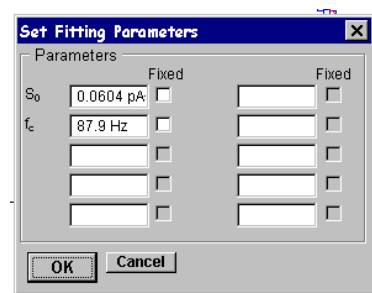 Set Fitting Parameters
Parameters
Fixed Fixed
S₀ 0.0604 pA
f꜀ 87.9 Hz
OK Cancel